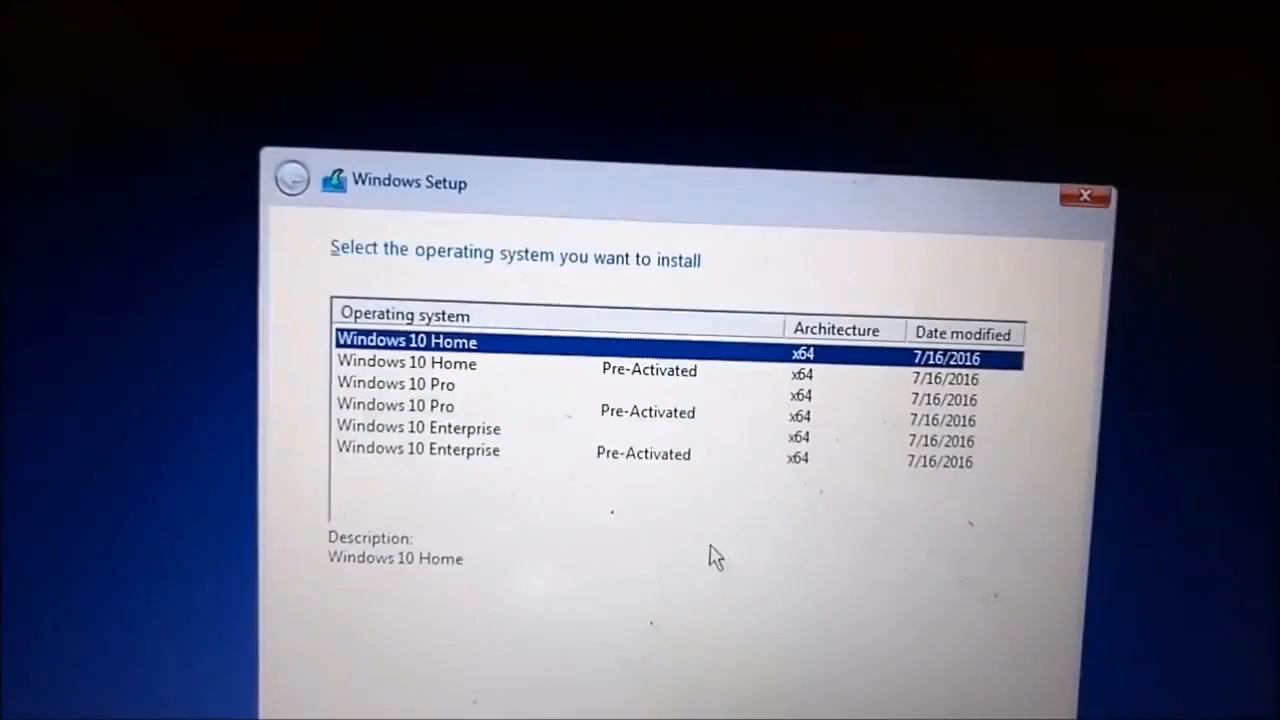 Windows Setup
Select the operating system you want to install
Operating system Architecture Date modified
Windows 10 Home x64 7/16/2016
Windows 10 Home Pre-Activated x64 7/16/2016
Windows 10 Pro x64 7/16/2016
Windows 10 Pro Pre-Activated x64 7/16/2016
Windows 10 Enterprise x64 7/16/2016
Windows 10 Enterprise Pre-Activated x64 7/16/2016
Description:
Windows 10 Home